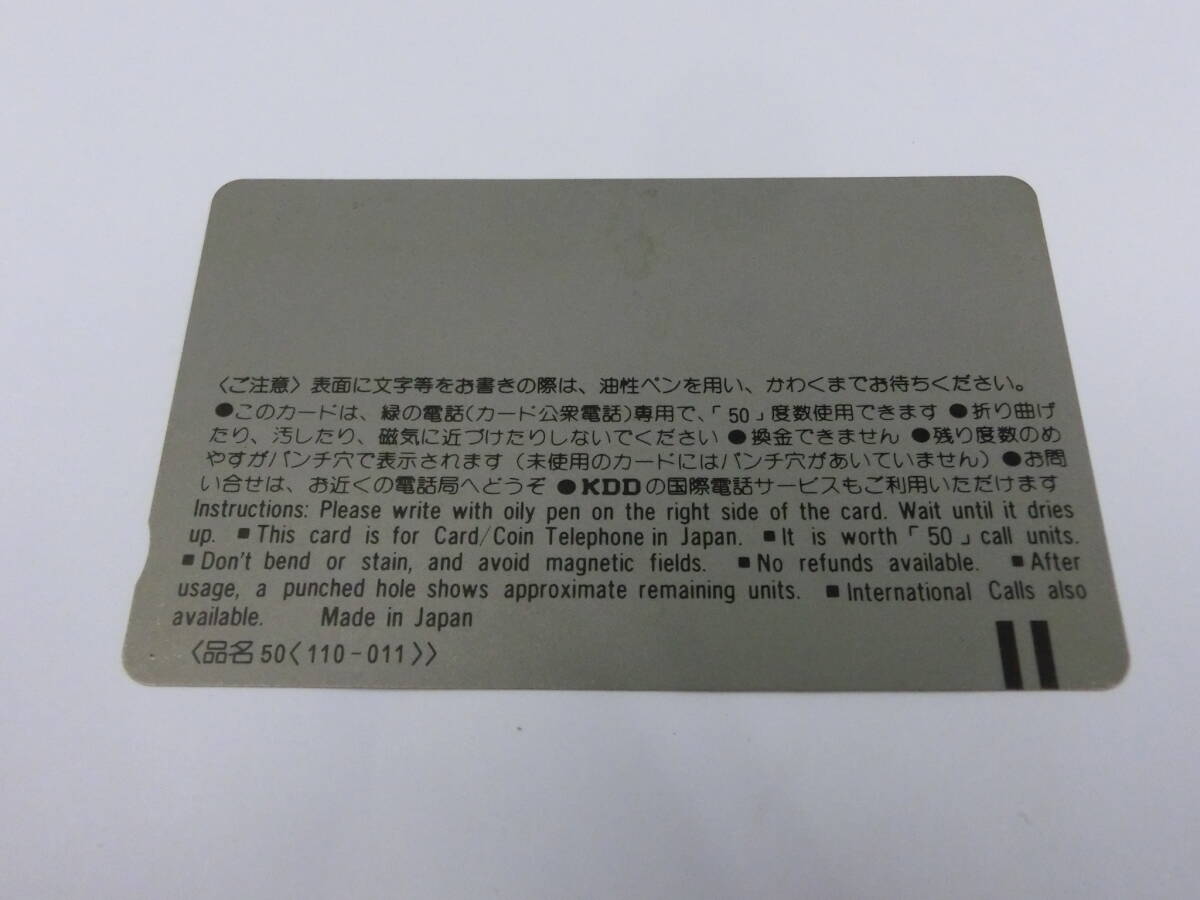 〈ご注意〉表面に文字等をお書きの際は、油性ペンを用い、かわくまでお待ちください。
●このカードは、緑の電話(カード公衆電話)専用で、「50」度数使用できます ●折り曲げ
たり、汚したり、磁気に近づけたりしないでください ●換金できません ●残り度数のめ
やすがパンチ穴で表示されます(未使用のカードにはパンチ穴があいていません) ●お問
い合せは、お近くの電話局へどうぞ ●KDDの国際電話サービスもご利用いただけます
Instructions: Please write with oily pen on the right side of the card. Wait until it dries
up. ■This card is for Card/Coin Telephone in Japan. ■It is worth「50」call units.
■Don't bend or stain, and avoid magnetic fields. ■No refunds available. ■After
usage, a punched hole shows approximate remaining units. ■International Calls also
available. Made in Japan
〈品名 50〈110-011〉〉